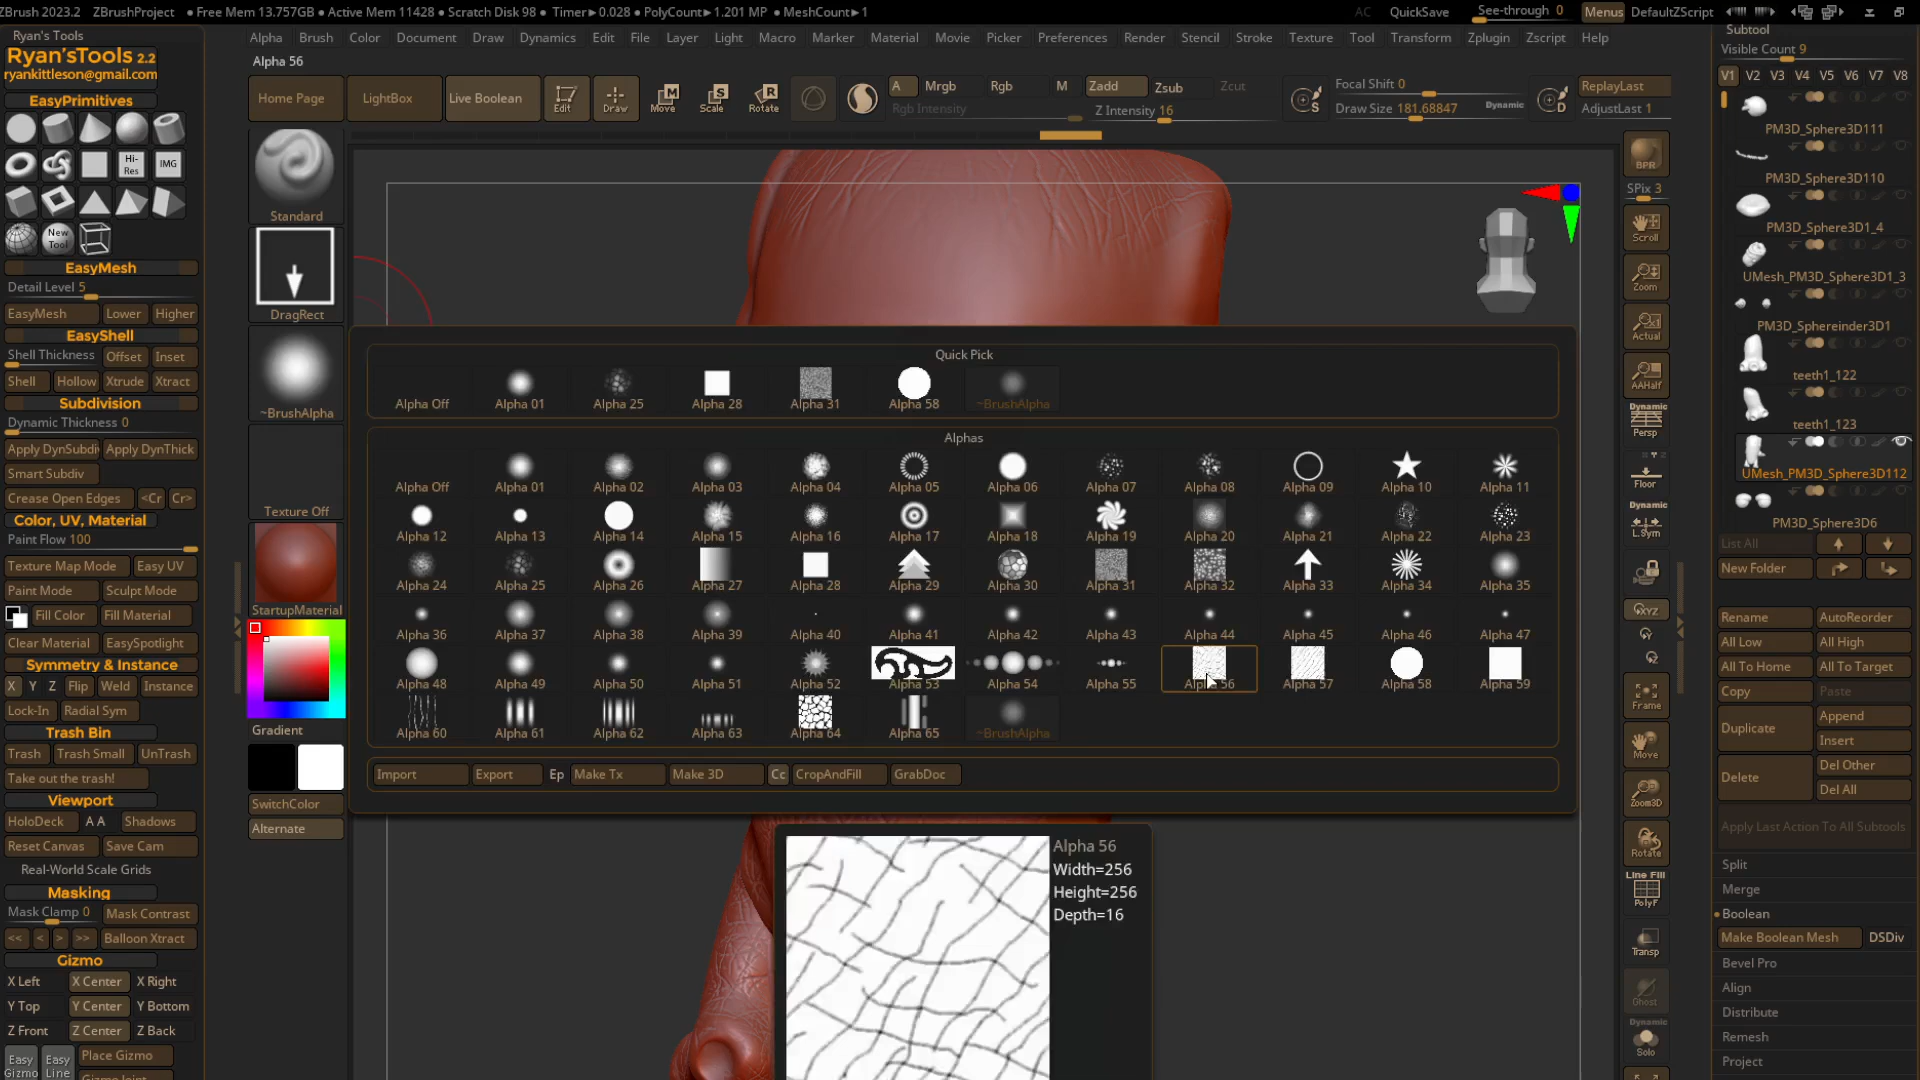 ZBrush 2023.2 ZBrushProject ● Free Mem 13.757GB ● Active Mem 11428 ● Scratch Disk 98 ● Timer▸0.028 ● PolyCount▸1.201 MP ● MeshCount▸1 AC QuickSave See-through 0 Menus DefaultZScript
Alpha Brush Color Document Draw Dynamics Edit File Layer Light Macro Marker Material Movie Picker Preferences Render Stencil Stroke Texture Tool Transform Zplugin Zscript Help
Alpha 56
Home Page LightBox Live Boolean Edit Draw Move Scale Rotate
A Mrgb Rgb M Zadd Zsub Zcut
Rgb Intensity Z Intensity 16
Focal Shift 0
Draw Size 181.68847 Dynamic
ReplayLast
AdjustLast 1
Ryan's Tools
Ryan'sTools 2.2
ryankittleson@gmail.com
EasyPrimitives
Hi-Res
IMG
New Tool
EasyMesh
Detail Level 5
EasyMesh Lower Higher
EasyShell
Shell Thickness Offset Inset
Shell Hollow Xtrude Xtract
Subdivision
Dynamic Thickness 0
Apply DynSubdiv Apply DynThick
Smart Subdiv
Crease Open Edges <Cr Cr>
Color, UV, Material
Paint Flow 100
Texture Map Mode Easy UV
Paint Mode Sculpt Mode
Fill Color Fill Material
Clear Material EasySpotlight
Symmetry & Instance
X Y Z Flip Weld Instance
Lock-In Radial Sym
Trash Bin
Trash Trash Small UnTrash
Take out the trash!
Viewport
HoloDeck A A Shadows
Reset Canvas Save Cam
Real-World Scale Grids
Masking
Mask Clamp 0 Mask Contrast
<< < > >> Balloon Xtract
Gizmo
X Left X Center X Right
Y Top Y Center Y Bottom
Z Front Z Center Z Back
Easy Gizmo Easy Line Place Gizmo
Standard
DragRect
~BrushAlpha
Texture Off
StartupMaterial
Gradient
SwitchColor
Alternate
Quick Pick
Alpha Off Alpha 01 Alpha 25 Alpha 28 Alpha 31 Alpha 58 ~BrushAlpha
Alphas
Alpha Off Alpha 01 Alpha 02 Alpha 03 Alpha 04 Alpha 05 Alpha 06 Alpha 07 Alpha 08 Alpha 09 Alpha 10 Alpha 11
Alpha 12 Alpha 13 Alpha 14 Alpha 15 Alpha 16 Alpha 17 Alpha 18 Alpha 19 Alpha 20 Alpha 21 Alpha 22 Alpha 23
Alpha 24 Alpha 25 Alpha 26 Alpha 27 Alpha 28 Alpha 29 Alpha 30 Alpha 31 Alpha 32 Alpha 33 Alpha 34 Alpha 35
Alpha 36 Alpha 37 Alpha 38 Alpha 39 Alpha 40 Alpha 41 Alpha 42 Alpha 43 Alpha 44 Alpha 45 Alpha 46 Alpha 47
Alpha 48 Alpha 49 Alpha 50 Alpha 51 Alpha 52 Alpha 53 Alpha 54 Alpha 55 Alpha 56 Alpha 57 Alpha 58 Alpha 59
Alpha 60 Alpha 61 Alpha 62 Alpha 63 Alpha 64 Alpha 65 ~BrushAlpha
Import Export Ep Make Tx Make 3D Cc CropAndFill GrabDoc
Alpha 56
Width=256
Height=256
Depth=16
BPR
SPix 3
Scroll
Zoom
Actual
AAHalf
Dynamic
Persp
Floor
Dynamic
L.Sym
XYZ
Frame
Move
Zoom3D
Rotate
Line Fill
PolyF
Transp
Ghost
Dynamic
Solo
Subtool
Visible Count 9
V1 V2 V3 V4 V5 V6 V7 V8
PM3D_Sphere3D111
PM3D_Sphere3D110
PM3D_Sphere3D1_4
UMesh_PM3D_Sphere3D1_3
PM3D_Sphereinder3D1
teeth1_122
teeth1_123
UMesh_PM3D_Sphere3D112
PM3D_Sphere3D6
List All
New Folder
Rename AutoReorder
All Low All High
All To Home All To Target
Copy Paste
Duplicate Append
Insert
Delete Del Other
Del All
Apply Last Action To All Subtools
Split
Merge
Boolean
Make Boolean Mesh DSDiv
Bevel Pro
Align
Distribute
Remesh
Project